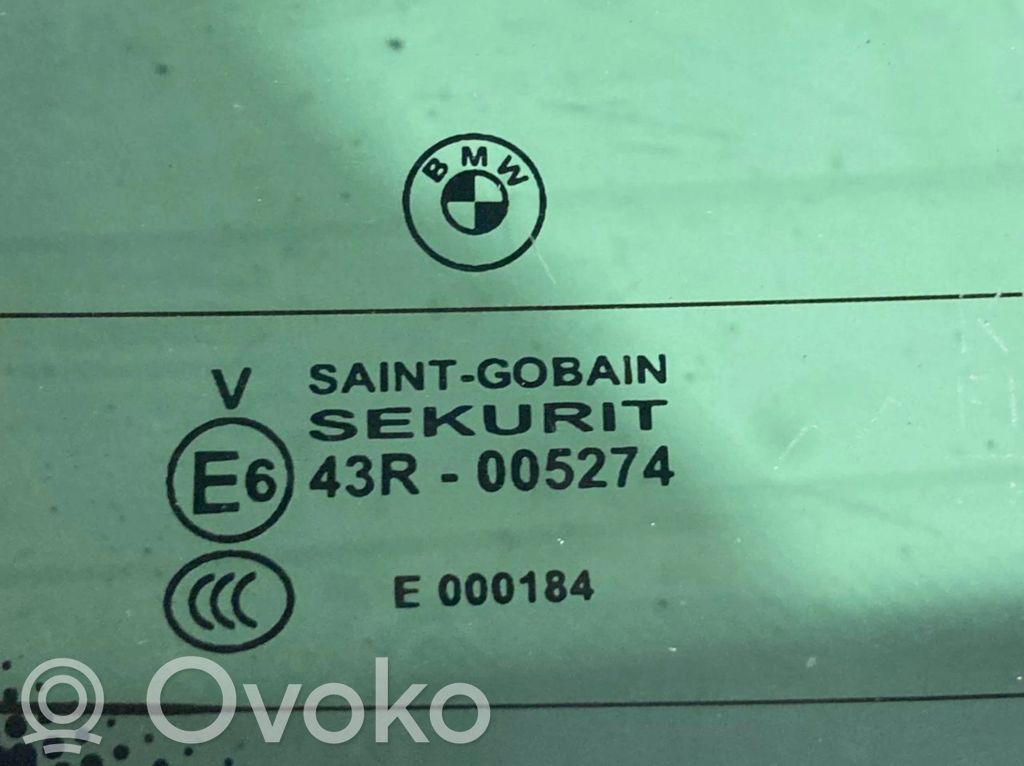 BMW
V SAINT-GOBAIN
SEKURIT
E6 43R - 005274
CCC E 000184
Ovoko